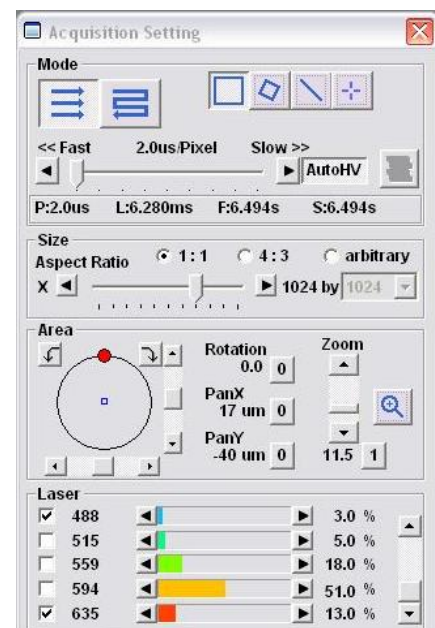 Acquisition Setting
Mode
<< Fast 2.0us/Pixel Slow >>
AutoHV
P:2.0us L:6.280ms F:6.494s S:6.494s
Size
Aspect Ratio 1:1 4:3 arbitrary
X 1024 by 1024
Area
Rotation Zoom
0.0 0
PanX
17 um 0
PanY
-40 um 0 11.5 1
Laser
488 3.0 %
515 5.0 %
559 18.0 %
594 51.0 %
635 13.0 %